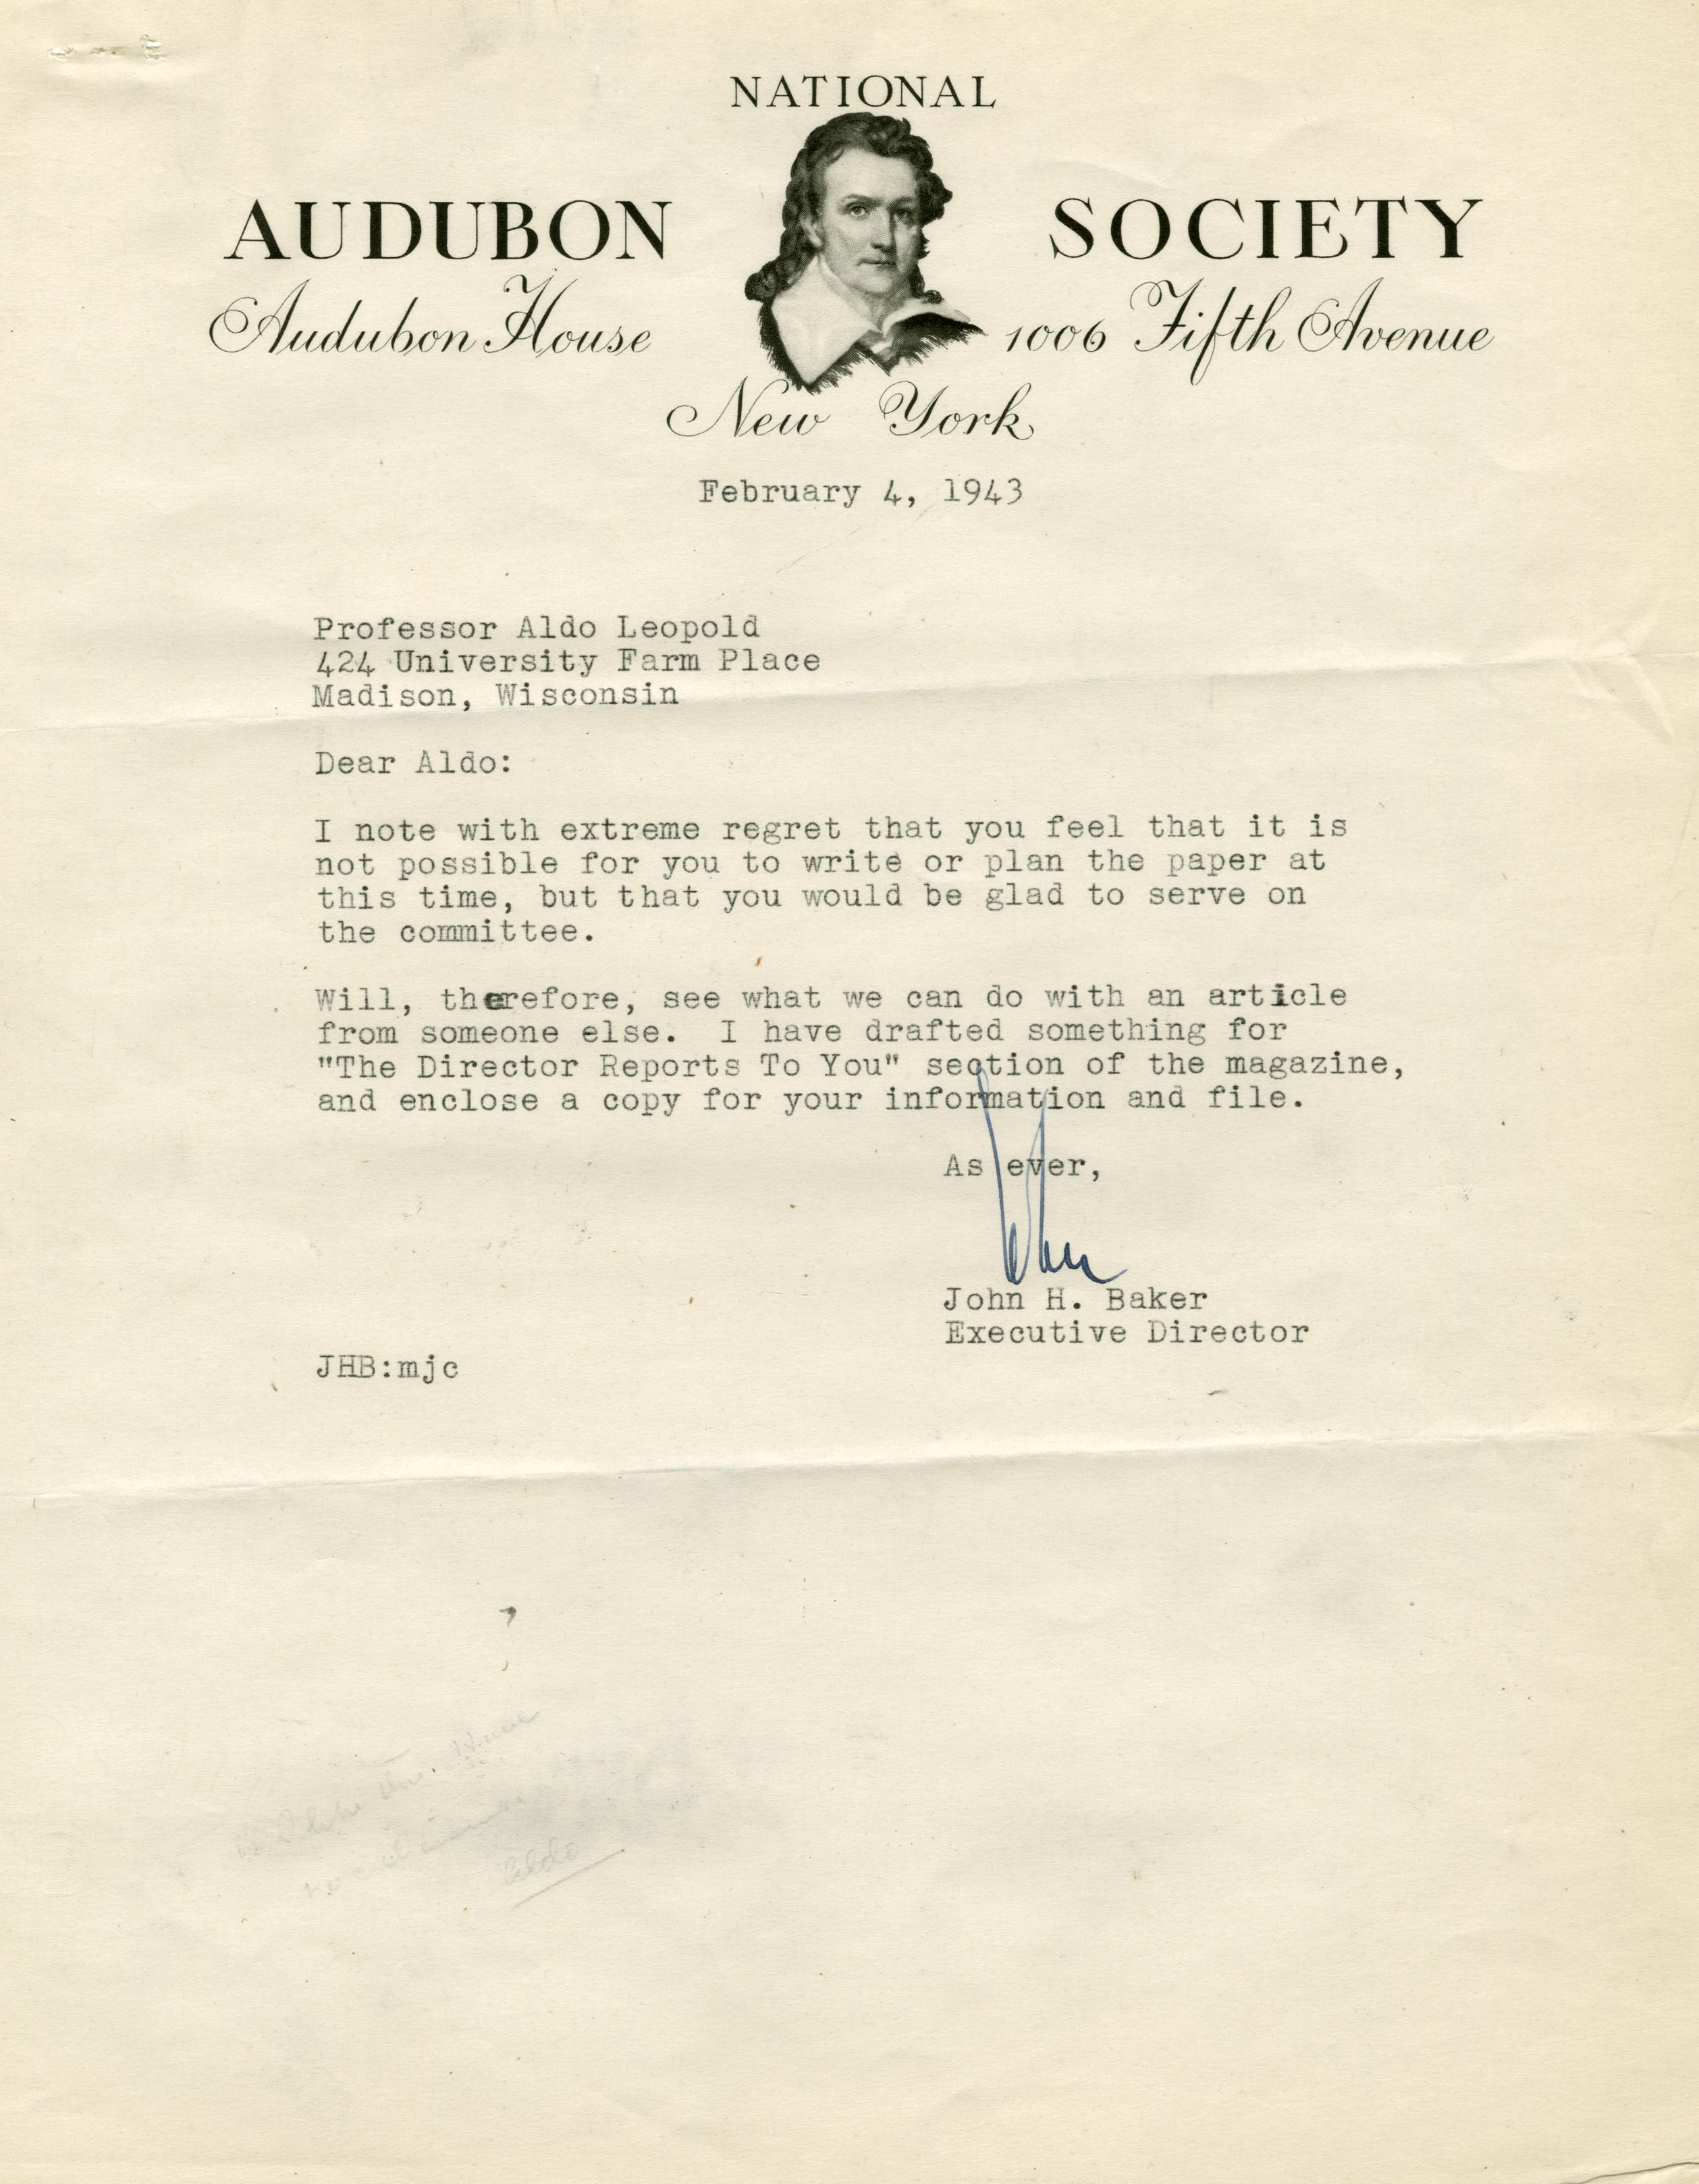 NATIONAL
AUDUBON SOCIETY
Audubon House 1006 Fifth Avenue
New York
February 4, 1943
Professor Aldo Leopold
424 University Farm Place
Madison, Wisconsin
Dear Aldo:
I note with extreme regret that you feel that it is
not possible for you to write or plan the paper at
this time, but that you would be glad to serve on
the committee.
Will, therefore, see what we can do with an article
from someone else. I have drafted something for
"The Director Reports To You" section of the magazine,
and enclose a copy for your information and file.
As ever,
John
John H. Baker
Executive Director
JHB:mjc
Aldo